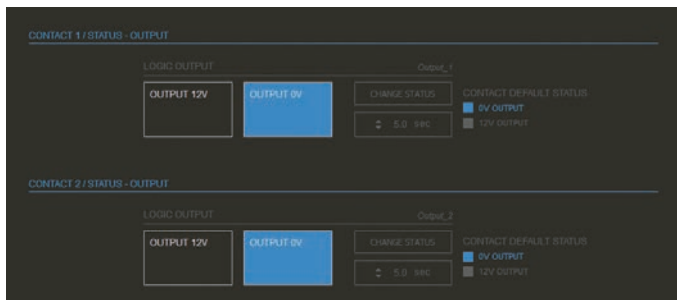 CONTACT 1 / STATUS - OUTPUT
LOGIC OUTPUT Output_1
OUTPUT 12V OUTPUT 0V CHANGE STATUS CONTACT DEFAULT STATUS
0V OUTPUT
5.0 sec 12V OUTPUT
CONTACT 2 / STATUS - OUTPUT
LOGIC OUTPUT Output_2
OUTPUT 12V OUTPUT 0V CHANGE STATUS CONTACT DEFAULT STATUS
0V OUTPUT
5.0 sec 12V OUTPUT